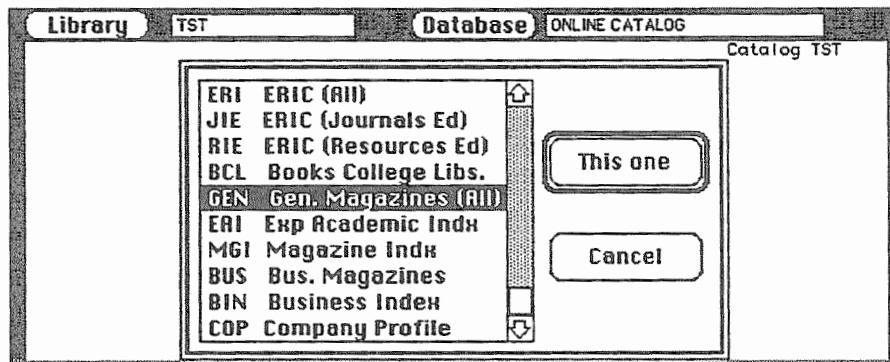 Library TST Database ONLINE CATALOG
Catalog TST
ERI ERIC (All)
JIE ERIC (Journals Ed)
RIE ERIC (Resources Ed)
BCL Books College Libs.
GEN Gen. Magazines (All)
EAI Exp Academic Indx
MGI Magazine Indx
BUS Bus. Magazines
BIN Business Index
COP Company Profile
This one
Cancel